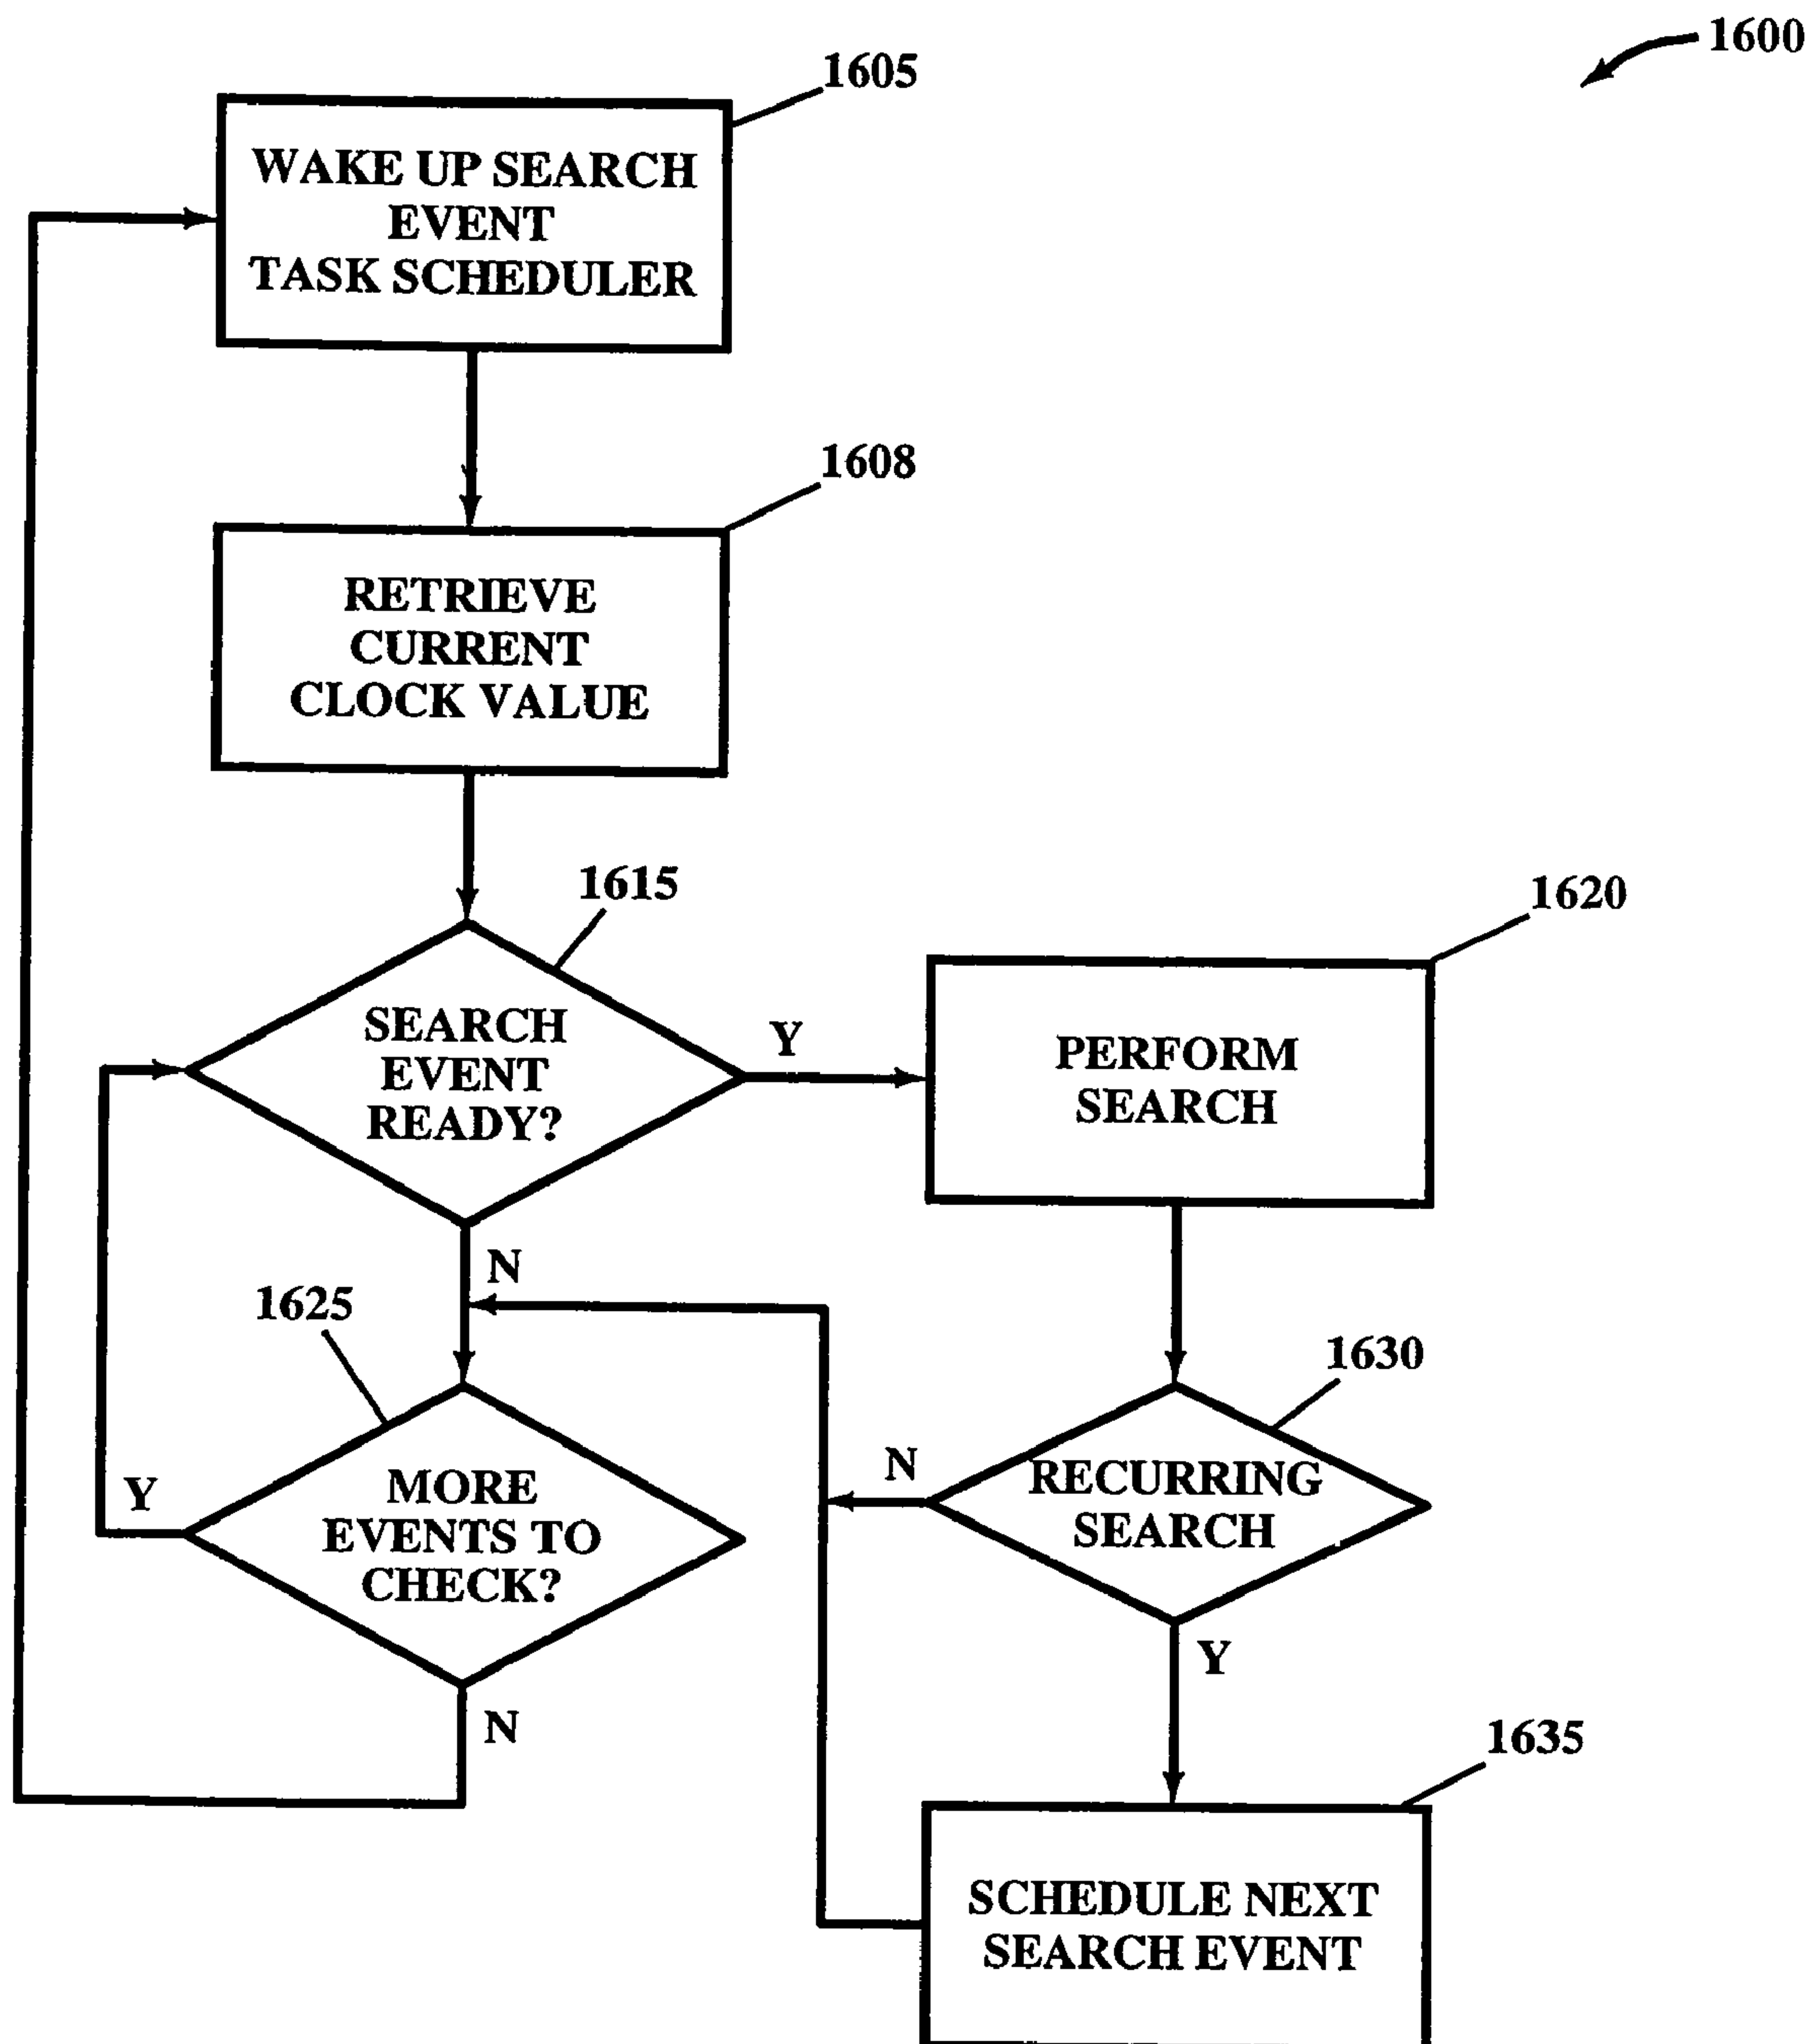 1600
1605
WAKE UP SEARCH
EVENT
TASK SCHEDULER
1608
RETRIEVE
CURRENT
CLOCK VALUE
1615
SEARCH
EVENT
READY?
Y
N
1620
PERFORM
SEARCH
1625
MORE
EVENTS TO
CHECK?
Y
N
1630
RECURRING
SEARCH
N
Y
1635
SCHEDULE NEXT
SEARCH EVENT